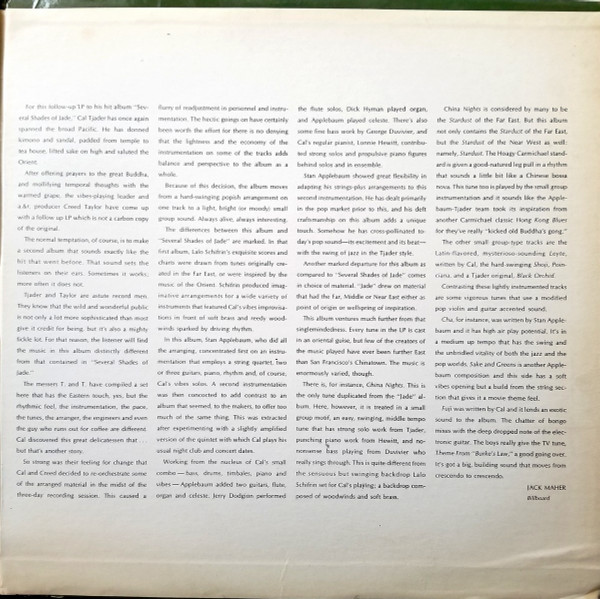 For this follow-up LP to his hit album "Sev-
eral Shades of Jade," Cal Tjader has once again
spanned the broad Pacific. He has donned
kimono and sandal, padded from temple to
tea house, lifted sake on high and saluted the
Orient.
After offering prayers to the great Buddha,
and mollifying temporal thoughts with the
warmed grape, the vibes-playing leader and
a.&r. producer Creed Taylor have come up
with a follow up LP which is not a carbon copy
of the original.
The normal temptation, of course, is to make
a second album that sounds exactly like the
hit that went before. That sound sets the
listeners on their ears. Sometimes it works,
more often it does not.
Tjader and Taylor are astute record men.
They know that the wild and wonderful public
is not only a lot more sophisticated than most
give it credit for being, but it's also a mighty
fickle lot. For that reason, the listener will find
the music in this album distinctly different
from that contained in "Several Shades of
Jade."
The messers T. and T. have compiled a set
here that has the Eastern touch, yes, but the
rhythmic feel, the instrumentation, the pace,
the tunes, the arranger, the engineers and even
the guy who runs out for coffee are different.
Cal discovered this great delicatessen that . . .
but that's another story.
So strong was their feeling for change that
Cal and Creed decided to re-orchestrate some
of the arranged material in the midst of the
three-day recording session. This caused a
flurry of readjustment in personnel and instru-
mentation. The hectic goings on have certainly
been worth the effort for there is no denying
that the lightness and the economy of the
instrumentation on some of the tracks adds
balance and perspective to the album as a
whole.
Because of this decision, the album moves
from a hard-swinging popish arrangement on
one track to a light, bright (or moody) small
group sound. Always alive, always interesting.
The differences between this album and
"Several Shades of Jade" are marked. In that
first album, Lalo Schifrin's exquisite scores and
charts were drawn from tunes originally cre-
ated in the Far East, or were inspired by the
music of the Orient. Schifrin produced imag-
inative arrangements for a wide variety of
instruments that featured Cal's vibes improvisa-
tions in front of soft brass and reedy wood-
winds sparked by driving rhythm.
In this album, Stan Applebaum, who did all
the arranging, concentrated first on an instru-
mentation that employs a string quartet, two
or three guitars, piano, rhythm and, of course,
Cal's vibes solos. A second instrumentation
was then concocted to add contrast to an
album that seemed to the makers, to offer too
much of the same thing. This was extracted
after experimenting with a slightly amplified
version of the quintet with which Cal plays his
usual night club and concert dates.
Working from the nucleus of Cal's small
combo — bass, drums, timbales, piano and
vibes — Applebaum added two guitars, flute,
organ and celeste. Jerry Dodgion performed
the flute solos, Dick Hyman played organ,
and Applebaum played celeste. There's also
some fine bass work by George Duvivier, and
Cal's regular pianist, Lonnie Hewitt, contribu-
ted strong solos and propulsive piano figures
behind solos and in ensemble.
Stan Applebaum showed great flexibility in
adapting his strings-plus arrangements to this
second instrumentation. He has dealt primarily
in the pop market prior to this, and his deft
craftsmanship on this album adds a unique
touch. Somehow he has cross-pollinated to-
day's pop sound—its excitement and its beat—
with the swing of jazz in the Tjader style.
Another marked departure for this album as
compared to "Several Shades of Jade" comes
in choice of material. "Jade" drew on material
that had the Far, Middle or Near East either as
point of origin or wellspring of inspiration.
This album ventures much further from this
singlemindedness. Every tune in the LP is cast
in an oriental guise, but few of the creators of
the music played have ever been further East
than San Francisco's Chinatown. The music is
enormously varied, though.
There is, for instance, China Nights. This is
the only tune duplicated from the "Jade" al-
bum. Here, however, it is treated in a small
group motif, an easy, swinging, middle tempo
tune that has strong solo work from Tjader,
punching piano work from Hewitt, and no-
nonsense bass playing from Duvivier who
really rings through. This is quite different from
the sensuous but swinging backdrop Lalo
Schifrin set for Cal's playing; a backdrop com-
posed of woodwinds and soft brass.
China Nights is considered by many to be
the Stardust of the Far East. But this album
not only contains the Stardust of the Far East,
but the Stardust of the Near West as well:
namely, Stardust. The Hoagy Carmichael stand-
ard is given a good-natured leg pull in a rhythm
that sounds a little bit like a Chinese bossa
nova. This tune too is played by the small group
instrumentation and it sounds like the Apple-
baum-Tjader team took its inspiration from
another Carmichael classic Hong Kong Blues
for they've really "kicked old Buddha's gong."
The other small group-type tracks are the
Latin-flavored, mysterious-sounding Leyte,
written by Cal, the hard swinging Shoji, Poin-
ciana, and a Tjader original, Black Orchid.
Contrasting these lightly instrumented tracks
are some vigorous tunes that use a modified
pop violin and guitar accented sound.
Cha, for instance, was written by Stan Apple-
baum and it has high air play potential. It's in
a medium up tempo that has the swing and
the unbridled vitality of both the jazz and the
pop worlds. Sake and Greens is another Apple-
baum composition and this side has a soft
vibes opening but a build from the string sec-
tion that gives it a movie theme feel.
Fuji was written by Cal and it lends an exotic
sound to the album. The chatter of bongo
mixes with the deep dropped note of the elec-
tronic guitar. The boys really give the TV tune,
Theme From "Burke's Law," a good going over.
It's got a big, building sound that moves from
crescendo to crescendo.
JACK MAHER
Billboard